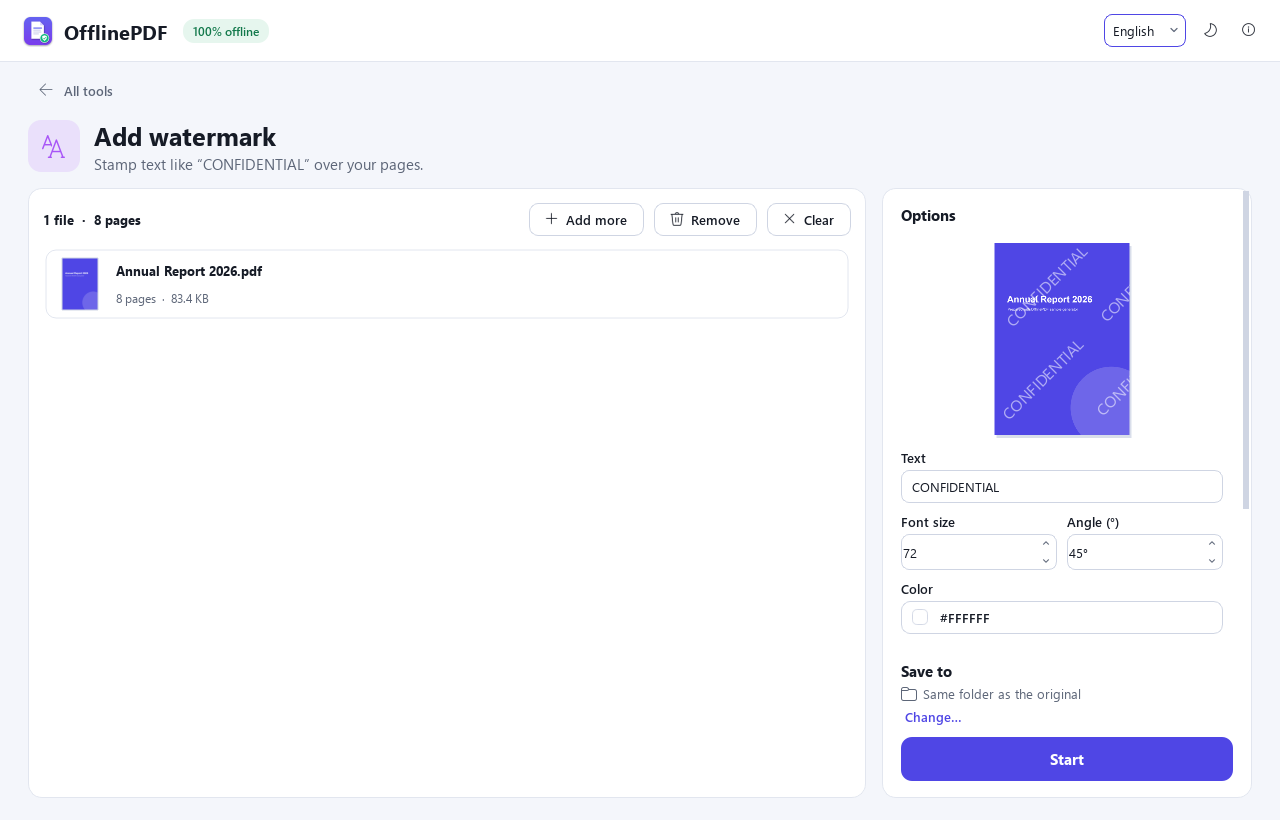 OfflinePDF
100% offline
English
All tools
Add watermark
Stamp text like “CONFIDENTIAL” over your pages.
1 file · 8 pages
Add more
Remove
Clear
Annual Report 2026.pdf
8 pages · 83.4 KB
Options
CONFIDENTIAL
CONF
Annual Report 2026
CONFIDENTIAL
CONFI
Text
CONFIDENTIAL
Font size
Angle (°)
72
45°
Color
#FFFFFF
Save to
Same folder as the original
Change...
Start